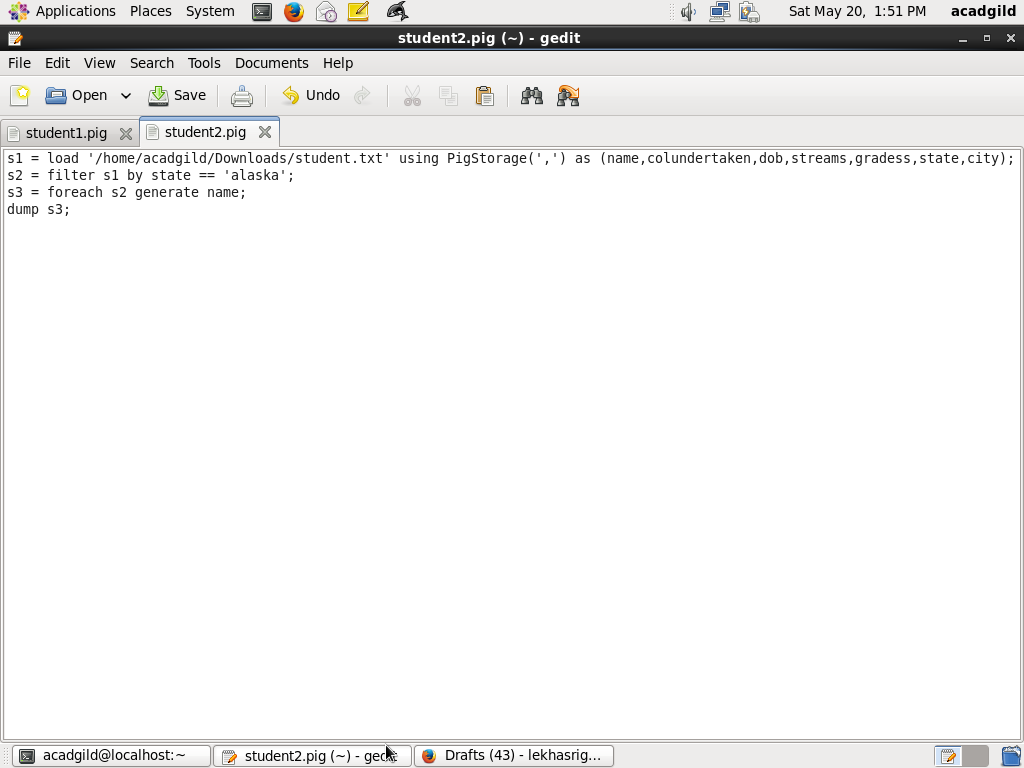 Applications Places System Sat May 20, 1:51 PM acadgild
student2.pig (~) - gedit
File Edit View Search Tools Documents Help
Open Save Undo
student1.pig student2.pig
s1 = load '/home/acadgild/Downloads/student.txt' using PigStorage(',') as (name,colundertaken,dob,streams,gradess,state,city);
s2 = filter s1 by state == 'alaska';
s3 = foreach s2 generate name;
dump s3;
acadgild@localhost:~ student2.pig (~) - gedit Drafts (43) - lekhasrig...